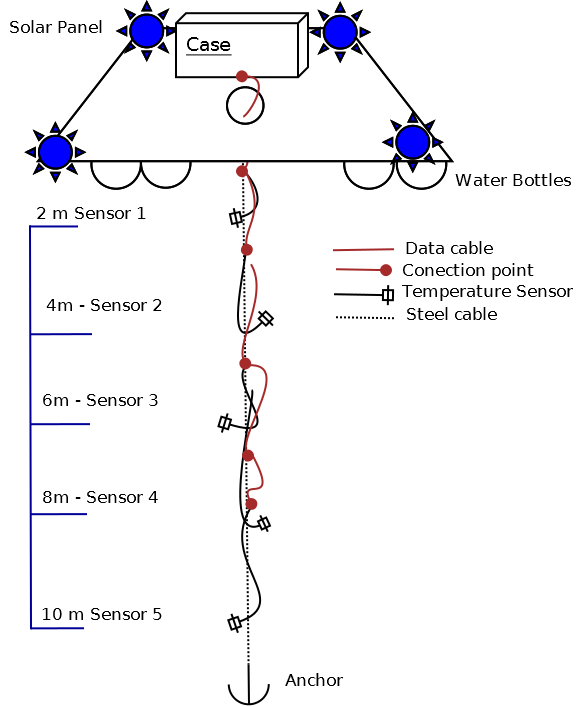 Solar Panel
Case
Water Bottles
2 m Sensor 1
4m - Sensor 2
6m - Sensor 3
8m - Sensor 4
10 m Sensor 5
Data cable
Conection point
Temperature Sensor
Steel cable
Anchor